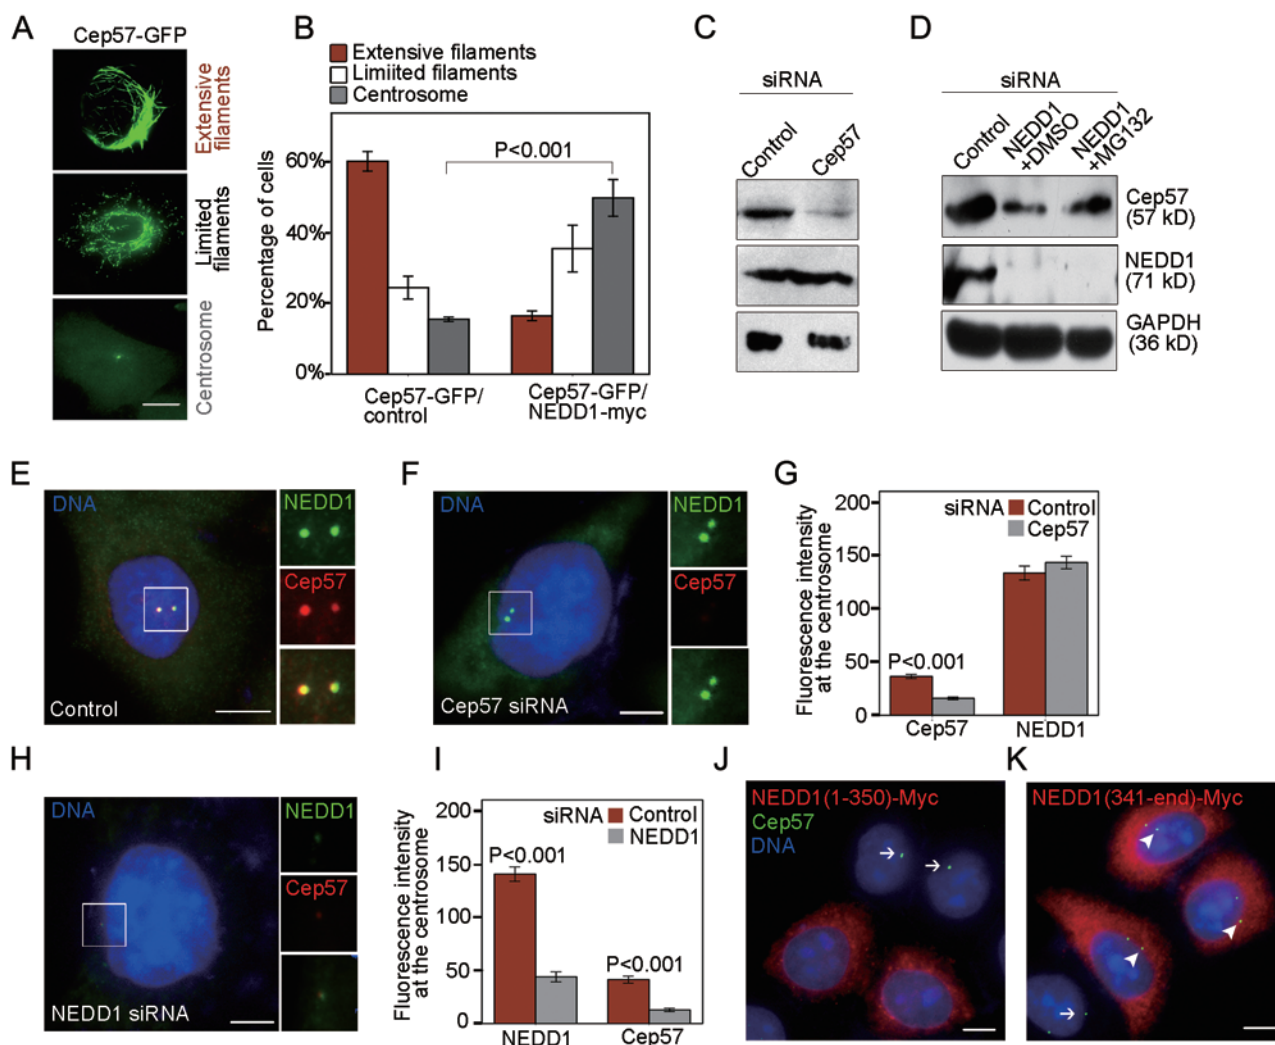 A
Cep57-GFP
Extensive
filaments
Limited
filaments
Centrosome
B
Extensive filaments
Limiited filaments
Centrosome
Percentage of cells
60%
40%
20%
0%
P<0.001
Cep57-GFP/
control
Cep57-GFP/
NEDD1-myc
C
siRNA
Control
Cep57
D
siRNA
Control
NEDD1
+DMSO
NEDD1
+MG132
Cep57
(57 kD)
NEDD1
(71 kD)
GAPDH
(36 kD)
E
DNA
Control
NEDD1
Cep57
F
DNA
Cep57 siRNA
NEDD1
Cep57
G
Fluorescence intensity
at the centrosome
200
150
100
50
0
siRNA
Control
Cep57
P<0.001
Cep57
NEDD1
H
DNA
NEDD1 siRNA
NEDD1
Cep57
I
Fluorescence intensity
at the centrosome
200
150
100
50
0
siRNA
Control
NEDD1
P<0.001
P<0.001
NEDD1
Cep57
J
NEDD1(1-350)-Myc
Cep57
DNA
K
NEDD1(341-end)-Myc